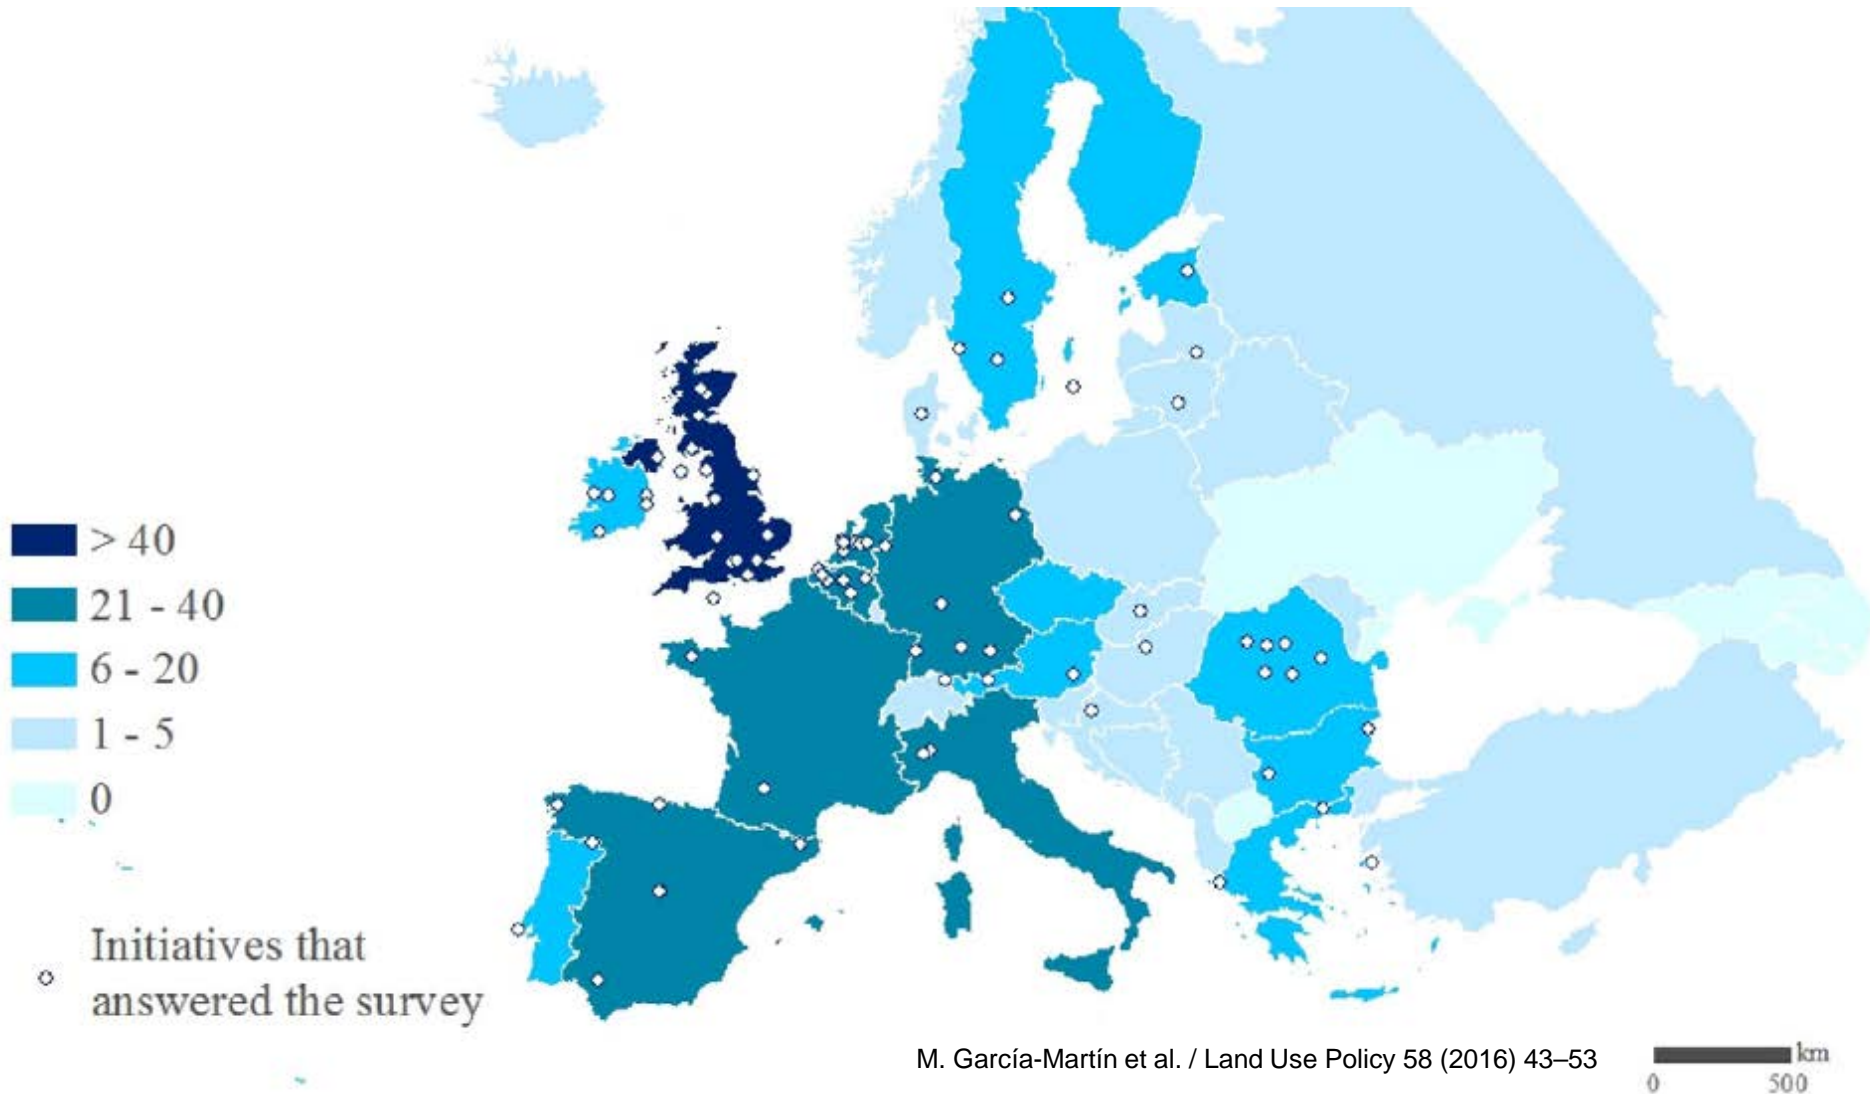 > 40
21 - 40
6 - 20
1 - 5
0
Initiatives that
answered the survey
M. García-Martín et al. / Land Use Policy 58 (2016) 43–53
km
0 500